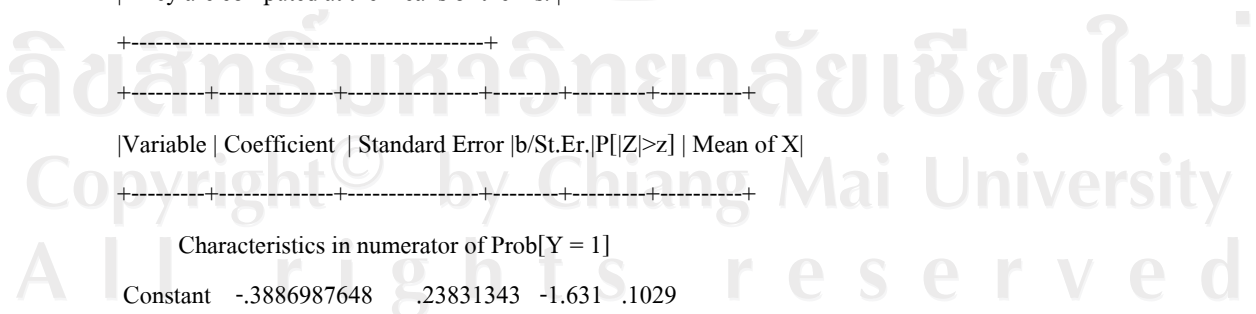 +-------------------------------------------+
+---------+--------------+----------------+--------+---------+----------+
|Variable | Coefficient | Standard Error |b/St.Er.|P[|Z|>z] | Mean of X|
+---------+--------------+----------------+--------+---------+----------+
Characteristics in numerator of Prob[Y = 1]
Constant -.3886987648 .23831343 -1.631 .1029
ลิขสิทธิ์มหาวิทยาลัยเชียงใหม่
Copyright© by Chiang Mai University
All rights reserved